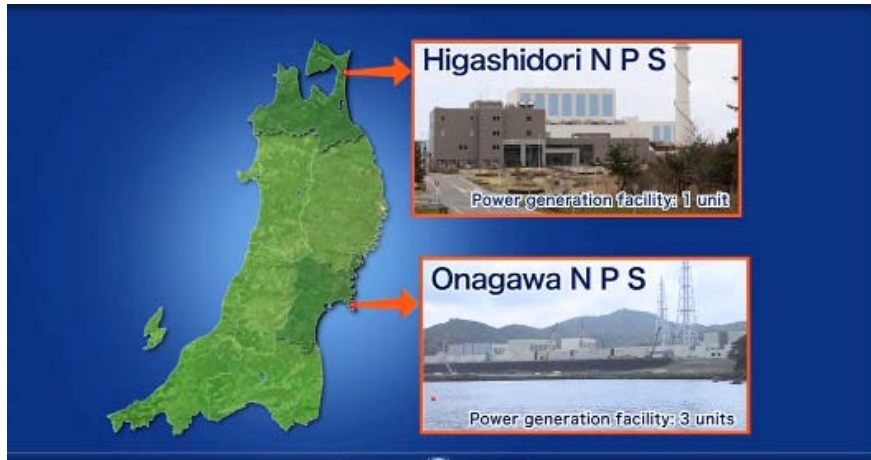 Higashidori N P S
Power generation facility: 1 unit
Onagawa N P S
Power generation facility: 3 units